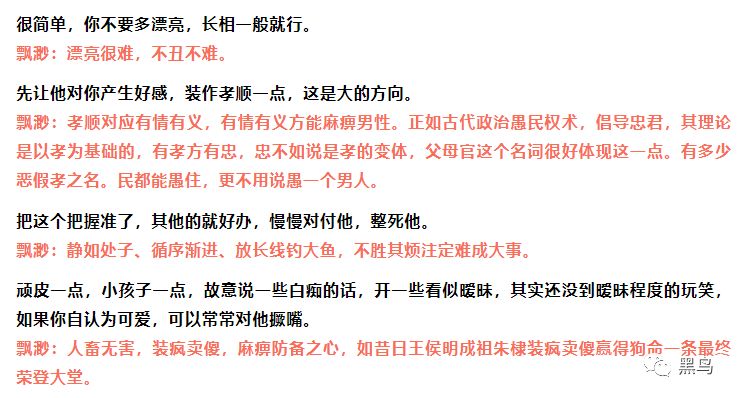 很简单，你不要多漂亮，长相一般就行。
飘渺：漂亮很难，不丑不难。
先让他对你产生好感，装作孝顺一点，这是大的方向。
飘渺：孝顺对应有情有义，有情有义方能麻痹男性。正如古代政治愚民权术，倡导忠君，其理论
是以孝为基础的，有孝方有忠，忠不如说是孝的变体，父母官这个名词很好体现这一点。有多少
恶假孝之名。民都能愚住，更不用说愚一个男人。
把这个把握准了，其他的就好办，慢慢对付他，整死他。
飘渺：静如处子、循序渐进、放长线钓大鱼，不胜其烦注定难成大事。
顽皮一点，小孩子一点，故意说一些白痴的话，开一些看似暧昧，其实还没到暧昧程度的玩笑，
如果你自认为可爱，可以常常对他撅嘴。
飘渺：人畜无害，装疯卖傻，麻痹防备之心，如昔日王侯明成祖朱棣装疯卖傻赢得狗命一条最终
荣登大堂。
黑鸟